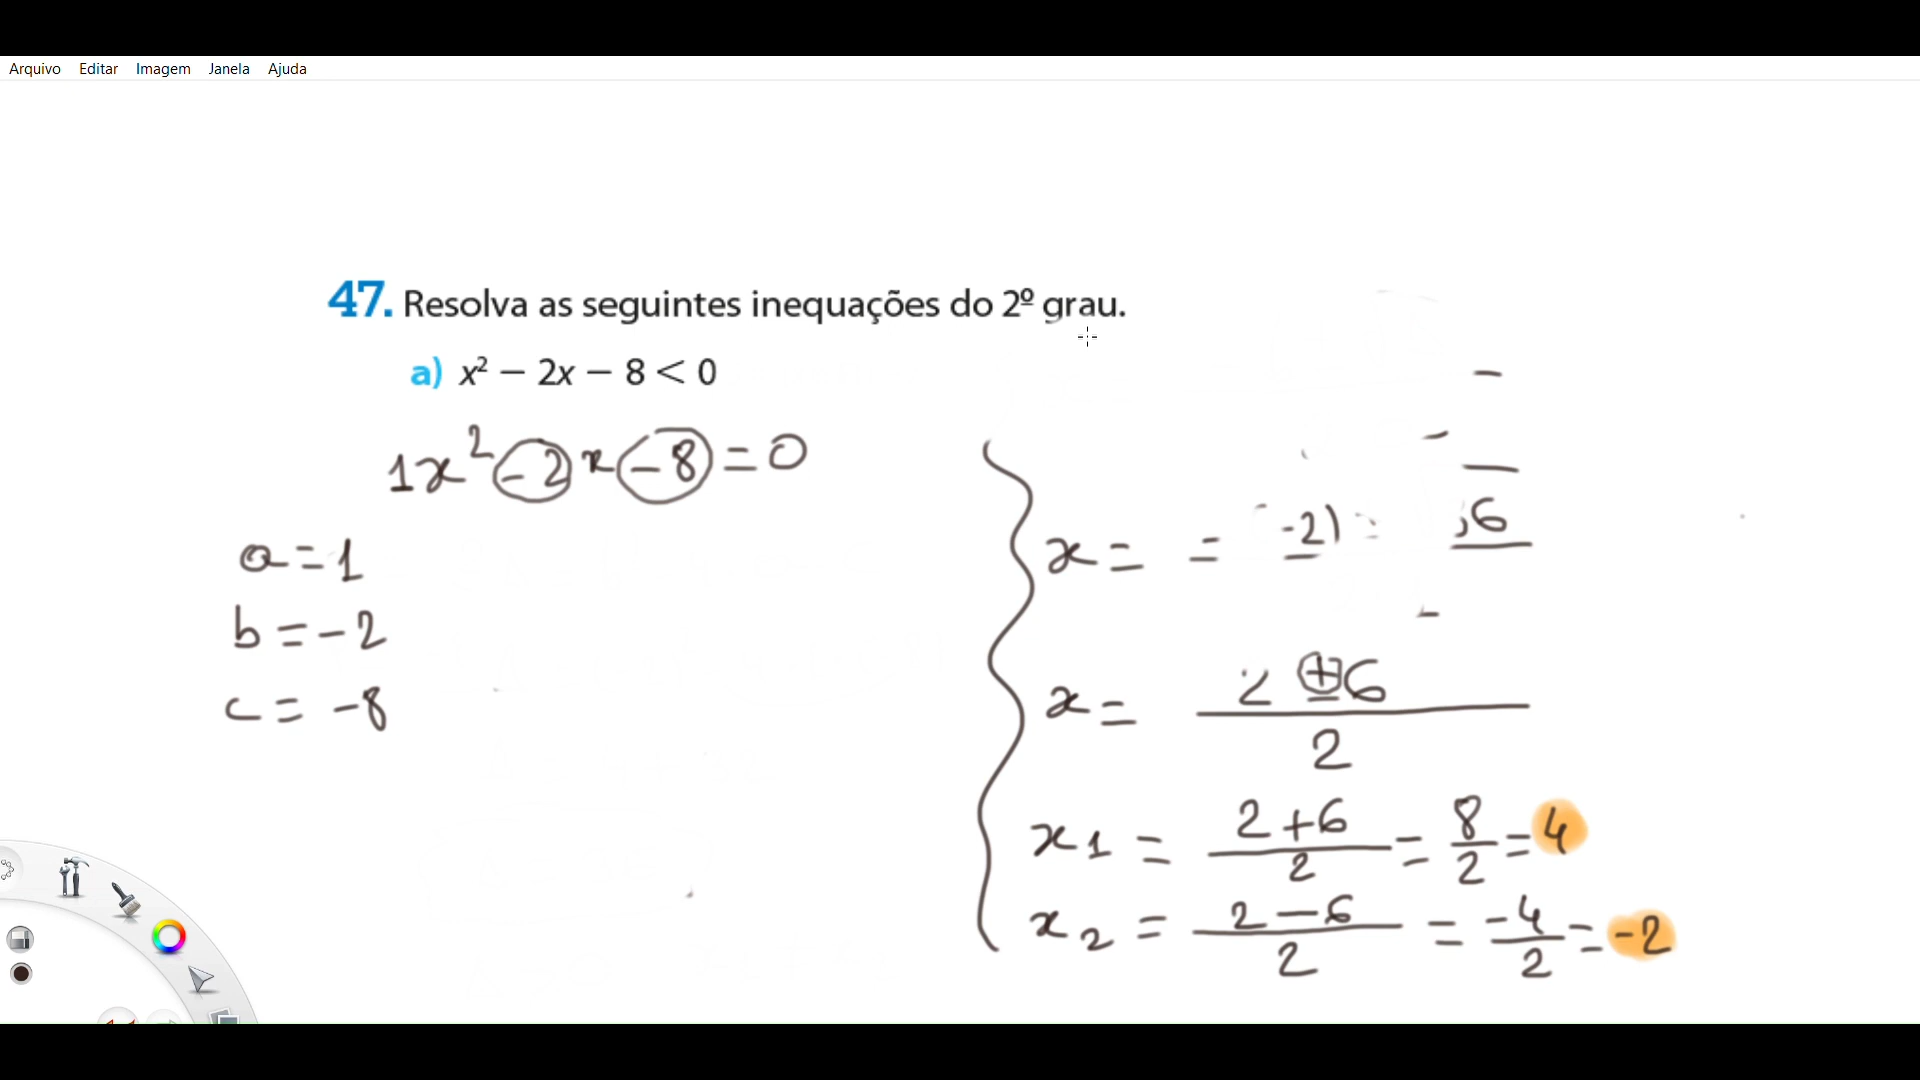 Arquivo Editar Imagem Janela Ajuda
47. Resolva as seguintes inequações do 2º grau.
a) x² − 2x − 8 < 0
1x² − 2x − 8 = 0
a = 1
b = −2
c = −8
x = = -2) 6
x = 2 ± 6 / 2
x1 = 2+6 / 2 = 8/2 = 4
x2 = 2−6 / 2 = −4/2 = −2